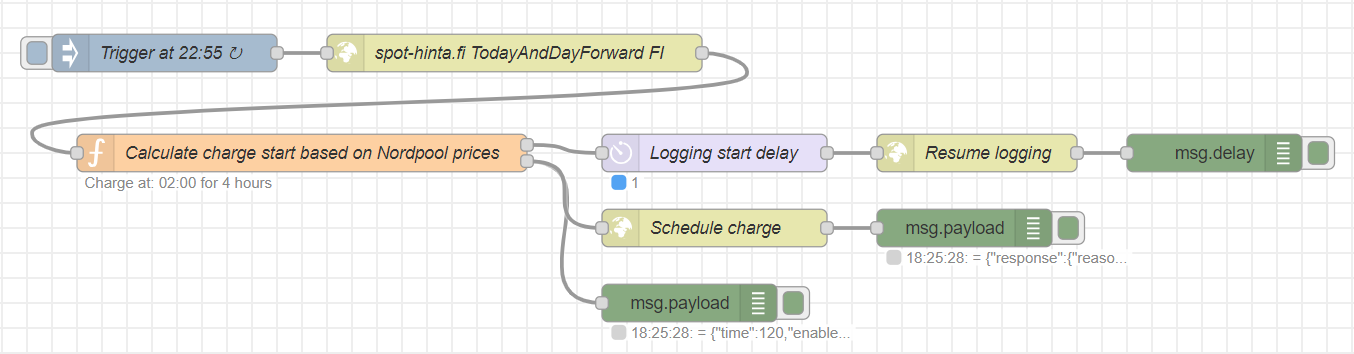 Trigger at 22:55 ↻
spot-hinta.fi TodayAndDayForward FI
Calculate charge start based on Nordpool prices
Charge at: 02:00 for 4 hours
Logging start delay
1
Resume logging
msg.delay
Schedule charge
msg.payload
18:25:28: = {"response":{"reaso...
msg.payload
18:25:28: = {"time":120,"enable...